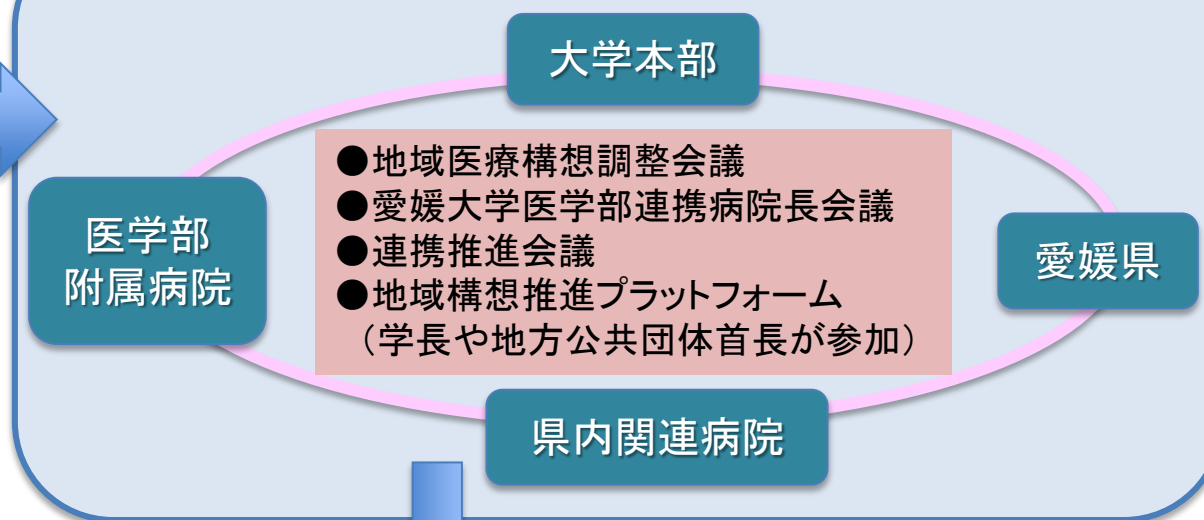 大学本部
●地域医療構想調整会議
●愛媛大学医学部連携病院長会議
●連携推進会議
●地域構想推進プラットフォーム
（学長や地方公共団体首長が参加）
医学部
附属病院
愛媛県
県内関連病院